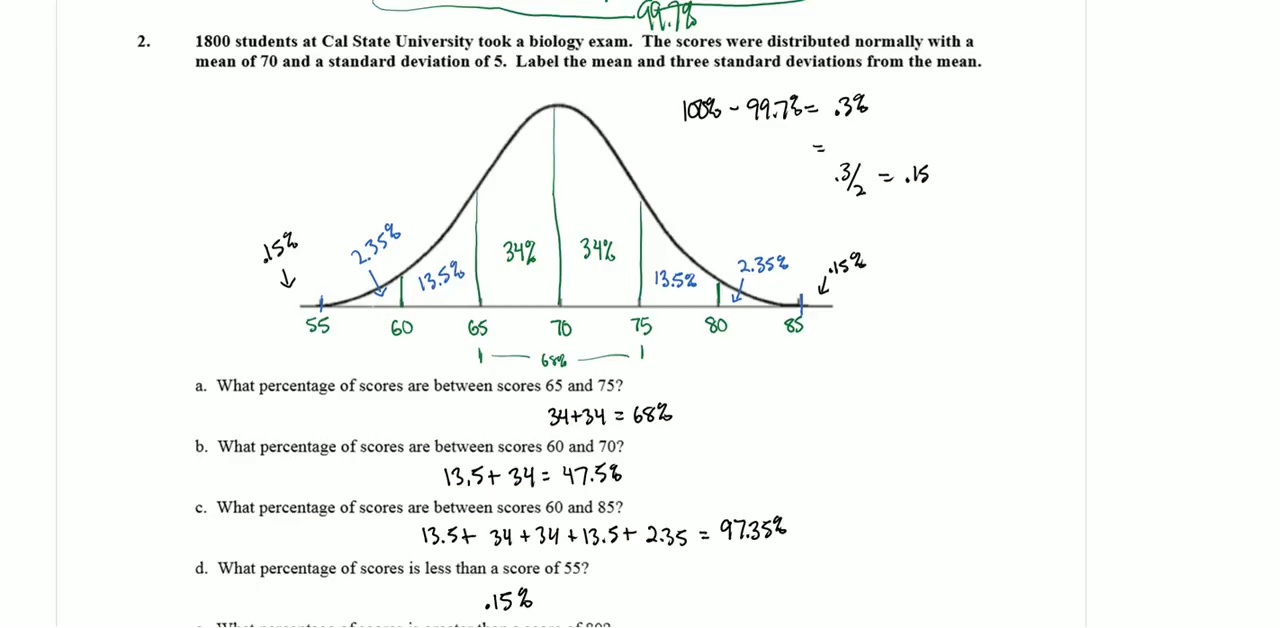 99.7%
2. 1800 students at Cal State University took a biology exam. The scores were distributed normally with a
mean of 70 and a standard deviation of 5. Label the mean and three standard deviations from the mean.
100% - 99.7% = .3%
=
.3/2 = .15
.15% 2.35% 13.5% 34% 34% 13.5% 2.35% .15%
55 60 65 70 75 80 85
68%
a. What percentage of scores are between scores 65 and 75?
34+34 = 68%
b. What percentage of scores are between scores 60 and 70?
13.5+ 34 = 47.5%
c. What percentage of scores are between scores 60 and 85?
13.5+ 34 +34 +13.5+ 2.35 = 97.35%
d. What percentage of scores is less than a score of 55?
.15%